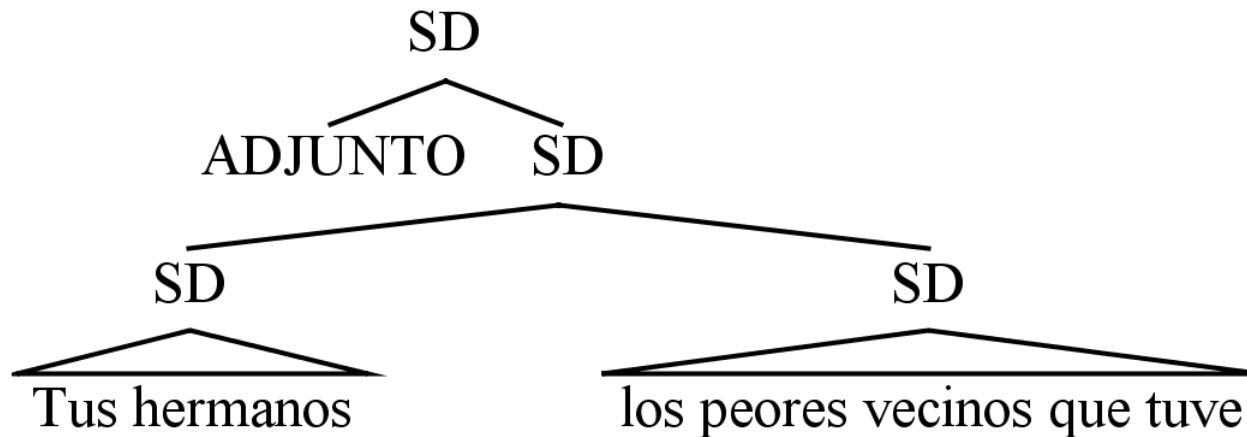 SD
ADJUNTO SD
SD SD
Tus hermanos los peores vecinos que tuve